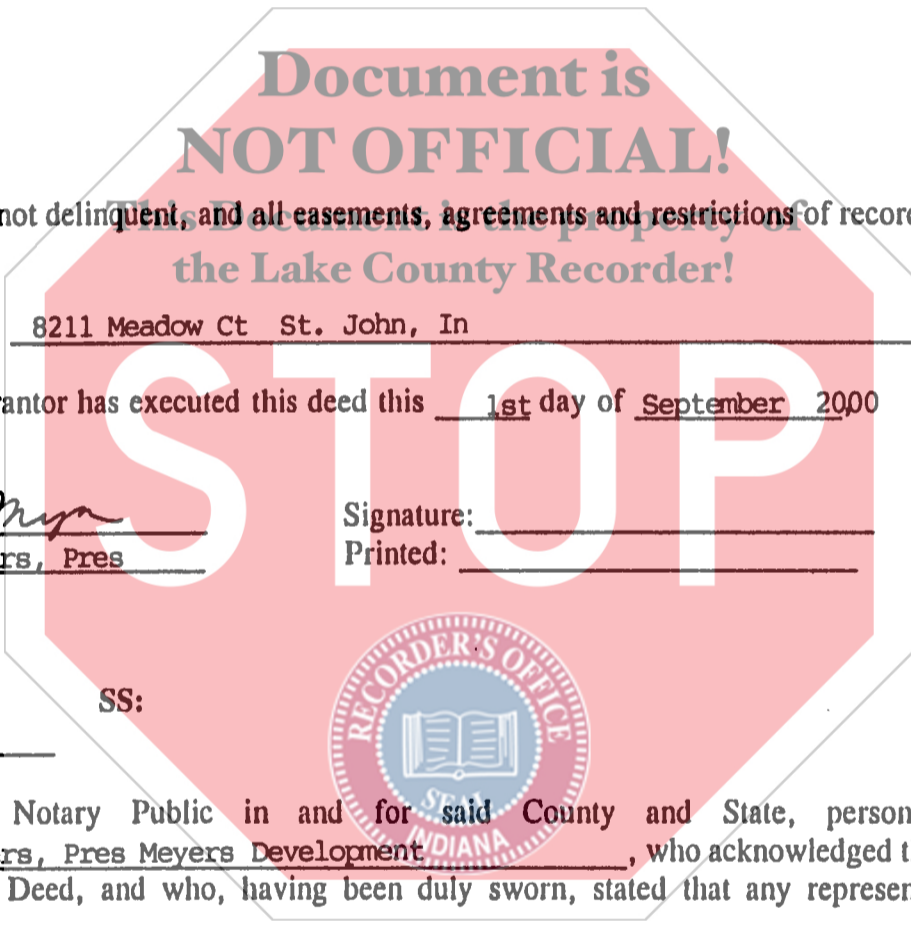 Document is
NOT OFFICIAL!
This Document is the property of
the Lake County Recorder!
not delinquent, and all easements, agreements and restrictions of record
8211 Meadow Ct St. John, In
antor has executed this deed this 1st day of September 2000
STOP
Signature:
rs, Pres
Printed:
SS:
RECORDER'S OFFICE
SEAL
INDIANA
Notary Public in and for said County and State, person
rs, Pres Meyers Development, who acknowledged t
Deed, and who, having been duly sworn, stated that any represen